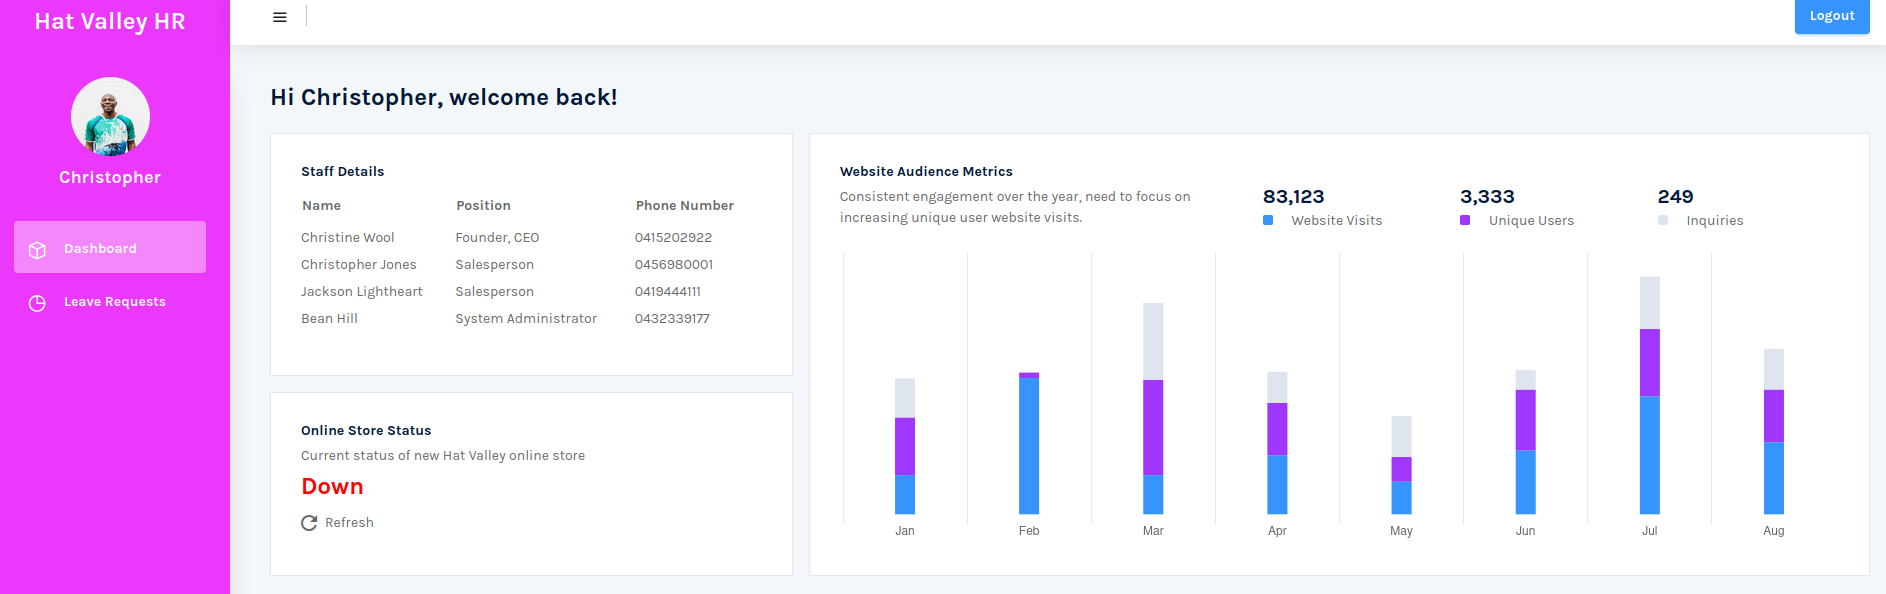 Hat Valley HR
Logout
Christopher
Dashboard
Leave Requests
Hi Christopher, welcome back!
Staff Details
Name Position Phone Number
Christine Wool Founder, CEO 0415202922
Christopher Jones Salesperson 0456980001
Jackson Lightheart Salesperson 0419444111
Bean Hill System Administrator 0432339177
Online Store Status
Current status of new Hat Valley online store
Down
Refresh
Website Audience Metrics
Consistent engagement over the year, need to focus on
increasing unique user website visits.
83,123 3,333 249
Website Visits Unique Users Inquiries
Jan Feb Mar Apr May Jun Jul Aug